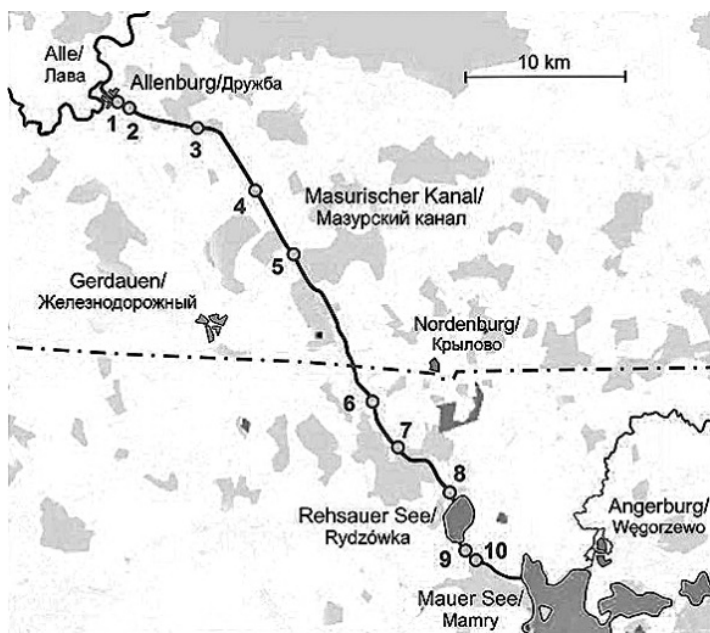 Alle/
Лава
Allenburg/Дружба
10 km
1
2
3
4
Masurischer Kanal/
Мазурский канал
5
Gerdauen/
Железнодорожный
Nordenburg/
Крылово
6
7
8
Rehsauer See/
Rydzówka
Angerburg/
Węgorzewo
9
10
Mauer See/
Mamry